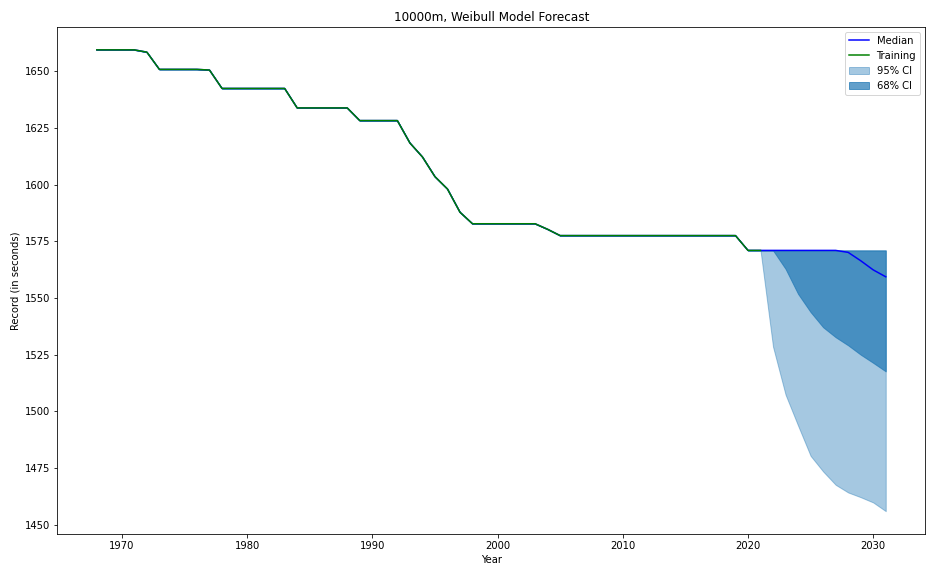 10000m, Weibull Model Forecast
Median
Training
95% CI
68% CI
Record (in seconds)
1650
1625
1600
1575
1550
1525
1500
1475
1450
1970
1980
1990
2000
2010
2020
2030
Year